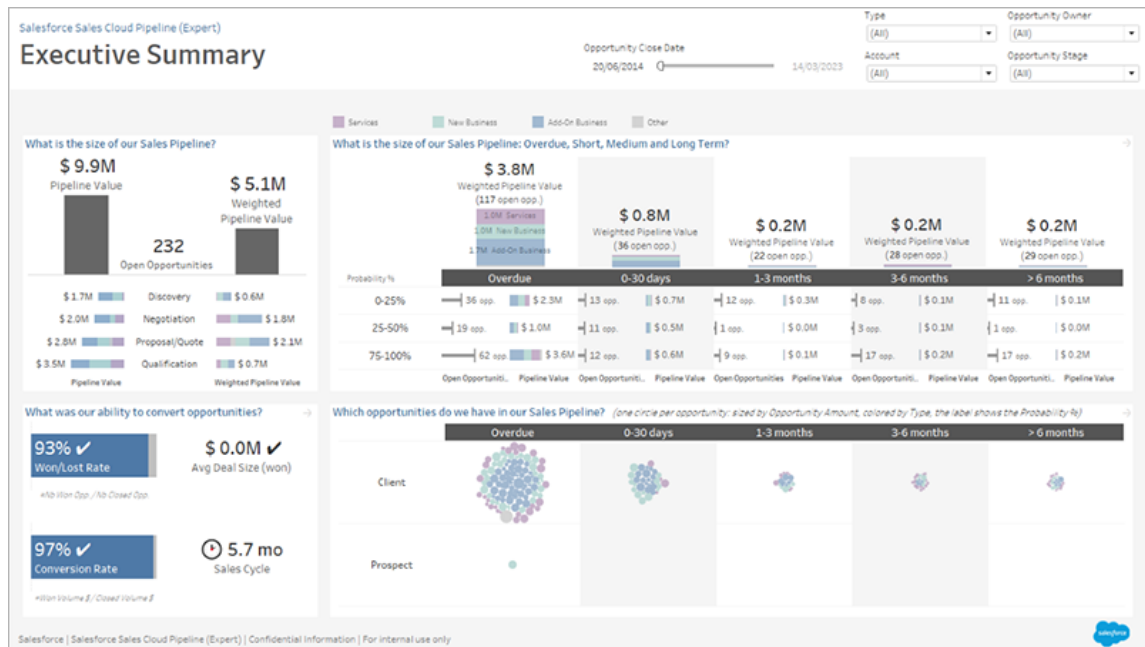 Salesforce Sales Cloud Pipeline (Expert)
Executive Summary
Opportunity Close Date
20/06/2014
14/03/2023
Type
(All)
Opportunity Owner
(All)
Account
(All)
Opportunity Stage
(All)
Services
New Business
Add-On Business
Other
What is the size of our Sales Pipeline?
$ 9.9M
Pipeline Value
232
Open Opportunities
$ 5.1M
Weighted
Pipeline Value
$ 1.7M Discovery $ 0.6M
$ 2.0M Negotiation $ 1.8M
$ 2.8M Proposal/Quote $ 2.1M
$ 3.5M Qualification $ 0.7M
Pipeline Value Weighted Pipeline Value
What is the size of our Sales Pipeline: Overdue, Short, Medium and Long Term?
$ 3.8M
Weighted Pipeline Value
(117 open opp.)
1.0M Services
1.0M New Business
1.7M Add-On Business
$ 0.8M
Weighted Pipeline Value
(36 open opp.)
$ 0.2M
Weighted Pipeline Value
(22 open opp.)
$ 0.2M
Weighted Pipeline Value
(28 open opp.)
$ 0.2M
Weighted Pipeline Value
(29 open opp.)
Probability % Overdue 0-30 days 1-3 months 3-6 months > 6 months
0-25% 36 opp. $ 2.3M 13 opp. $ 0.7M 12 opp. $ 0.3M 8 opp. $ 0.1M 11 opp. $ 0.1M
25-50% 19 opp. $ 1.0M 11 opp. $ 0.5M 1 opp. $ 0.0M 3 opp. $ 0.1M 1 opp. $ 0.0M
75-100% 62 opp. $ 3.6M 12 opp. $ 0.6M 9 opp. $ 0.1M 17 opp. $ 0.2M 17 opp. $ 0.2M
Open Opportuniti.. Pipeline Value Open Opportuniti.. Pipeline Value Open Opportunities Pipeline Value Open Opportuniti.. Pipeline Value Open Opportuniti.. Pipeline Value
What was our ability to convert opportunities?
93% ✔
Won/Lost Rate
$ 0.0M ✔
Avg Deal Size (won)
=Nb Won Opp. / Nb Closed Opp.
97% ✔
Conversion Rate
5.7 mo
Sales Cycle
=Won Volume $ / Closed Volume $
Which opportunities do we have in our Sales Pipeline? (one circle per opportunity: sized by Opportunity Amount, colored by Type, the label shows the Probability %)
Overdue 0-30 days 1-3 months 3-6 months > 6 months
Client
Prospect
Salesforce | Salesforce Sales Cloud Pipeline (Expert) | Confidential Information | For internal use only
salesforce